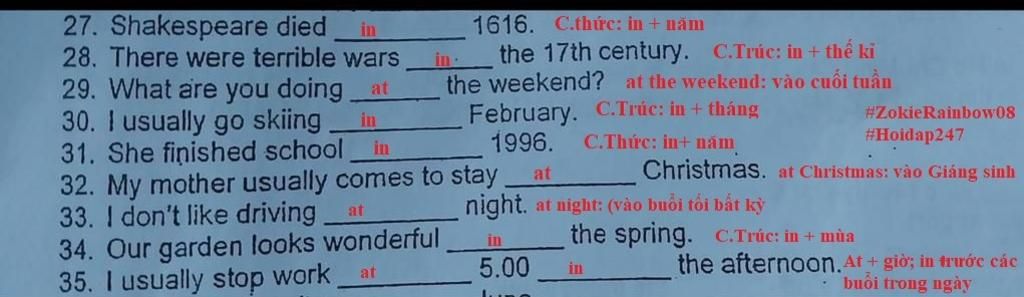 27. Shakespeare died in 1616. C.thức: in + năm
28. There were terrible wars in the 17th century. C.Trúc: in + thế kỉ
29. What are you doing at the weekend? at the weekend: vào cuối tuần
30. I usually go skiing in February. C.Trúc: in + tháng #ZokieRainbow08
31. She finished school in 1996. C.Thức: in+ năm #Hoidap247
32. My mother usually comes to stay at Christmas. at Christmas: vào Giáng sinh
33. I don't like driving at night. at night: (vào buổi tối bất kỳ
34. Our garden looks wonderful in the spring. C.Trúc: in + mùa
35. I usually stop work at 5.00 in the afternoon. At + giờ; in trước các
buổi trong ngày